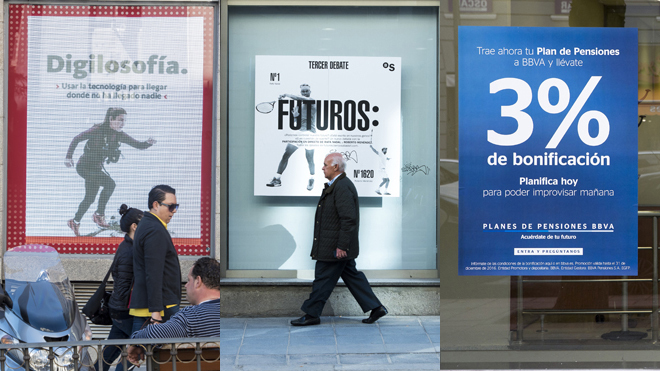 Digilosofía.
› Usar la tecnología para llegar
donde no ha llegado nadie ‹
TERCER DEBATE
Nº1
FUTUROS:
Nº1620
Trae ahora tu Plan de Pensiones
a BBVA y llévate
3%
de bonificación
Planifica hoy
para poder improvisar mañana
PLANES DE PENSIONES BBVA
Acuérdate de tu futuro
ENTRA Y PREGÚNTANOS